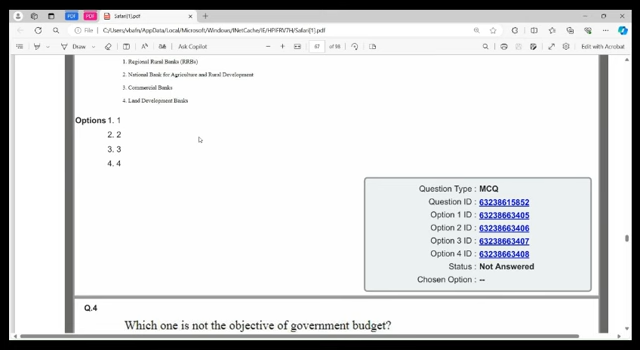 Safari[1].pdf
File
C:/Users/
/AppData/Local/Microsoft/Windows/INetCache/IE/HPIFRVTH/Safari[1].pdf
Ask Copilot
67 of 98
Edit with Acrobat
1. Regional Rural Banks (RRBs)
2. National Bank for Agriculture and Rural Development
3. Commercial Banks
4. Land Development Banks
Options 1. 1
2. 2
3. 3
4. 4
Question Type : MCQ
Question ID : 63238615852
Option 1 ID : 63238663405
Option 2 ID : 63238663406
Option 3 ID : 63238663407
Option 4 ID : 63238663408
Status : Not Answered
Chosen Option : --
Q.4
Which one is not the objective of government budget?